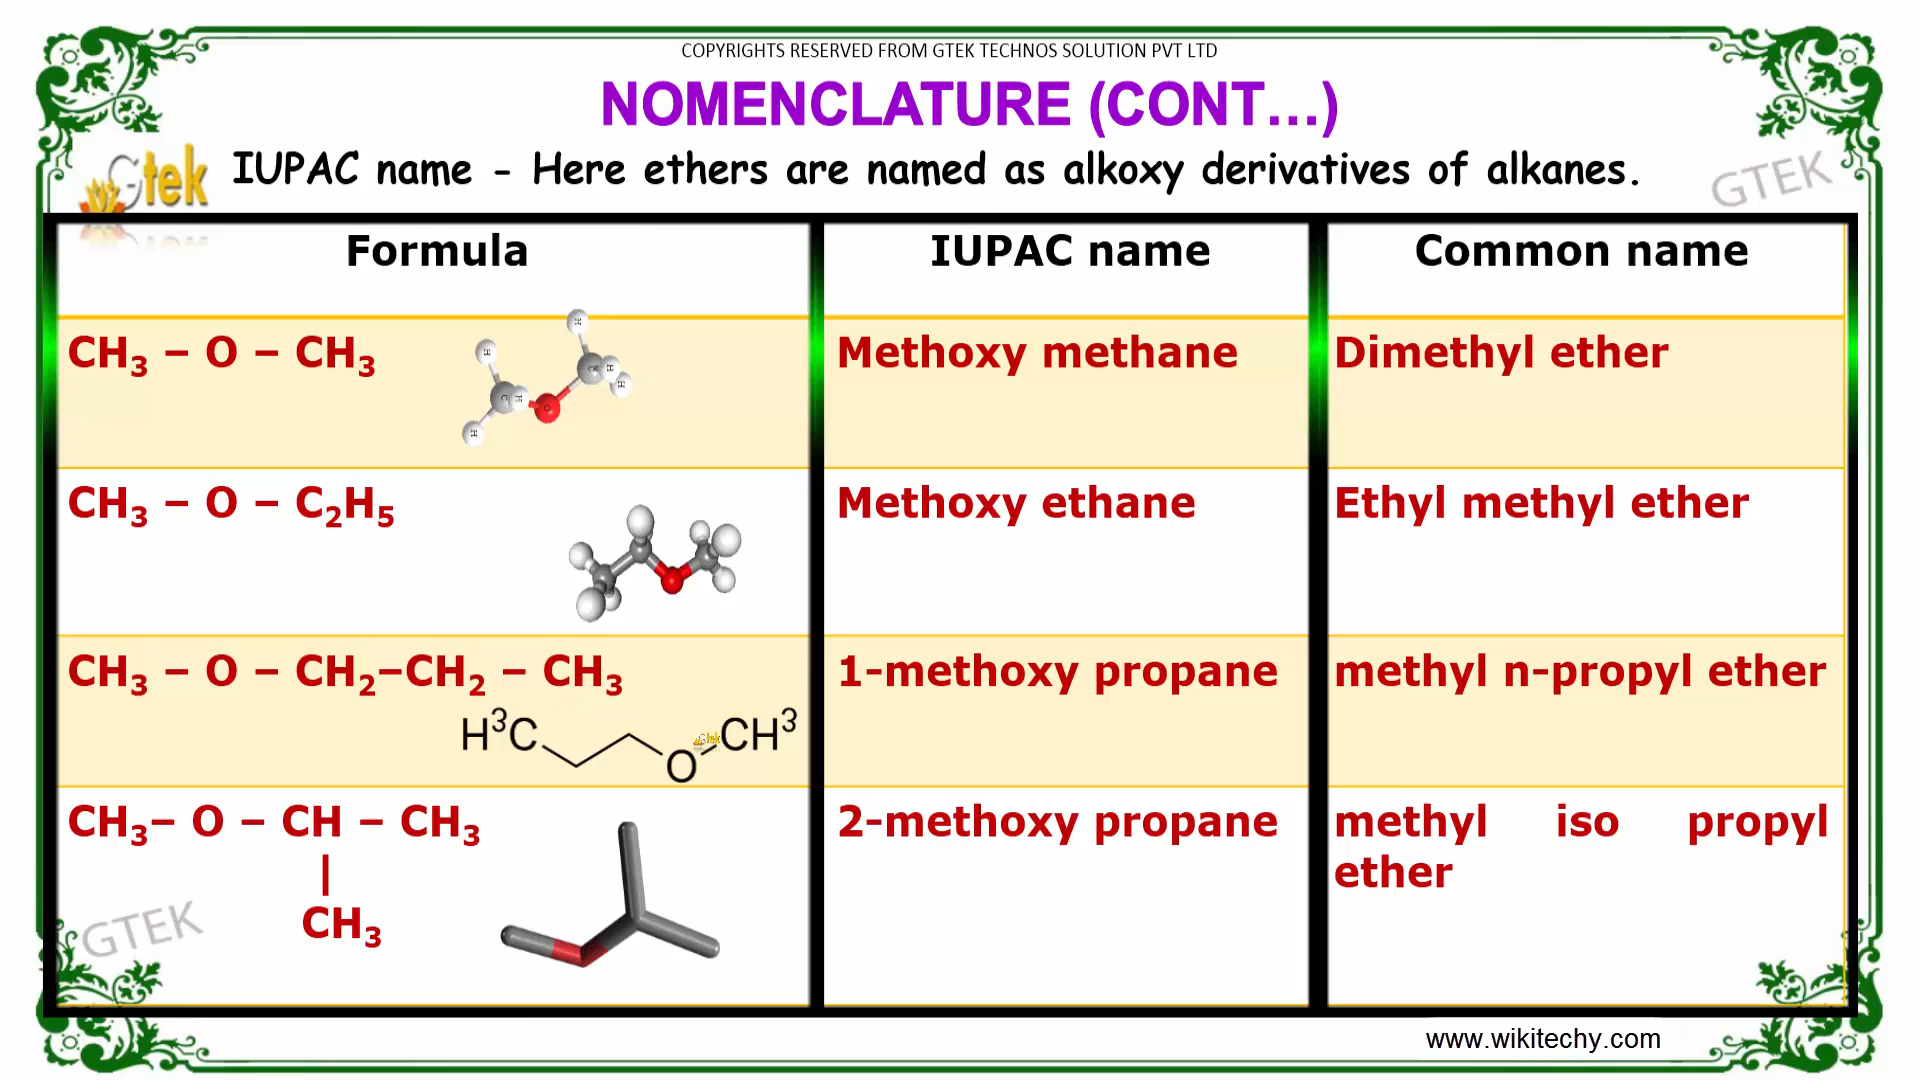 COPYRIGHTS RESERVED FROM GTEK TECHNOS SOLUTION PVT LTD
NOMENCLATURE (CONT...)
Gtek
IUPAC name - Here ethers are named as alkoxy derivatives of alkanes.
GTEK
Formula
IUPAC name
Common name
CH₃ – O – CH₃
H
H
C
H
H
C
H
O
H
Methoxy methane
Dimethyl ether
CH₃ – O – C₂H₅
Methoxy ethane
Ethyl methyl ether
CH₃ – O – CH₂–CH₂ – CH₃
H³C
O
Gtek
CH³
1-methoxy propane
methyl n-propyl ether
CH₃– O – CH – CH₃
|
CH₃
2-methoxy propane
methyl iso propyl
ether
GTEK
www.wikitechy.com